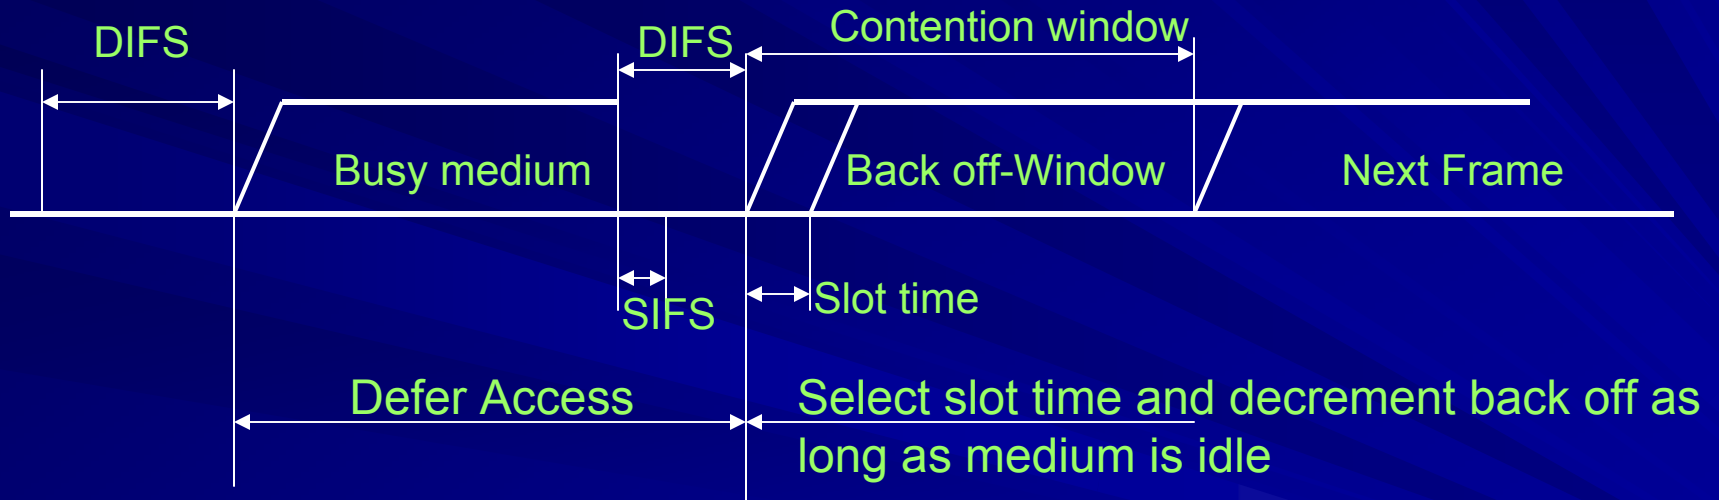 DIFS
DIFS
Contention window
Busy medium
Back off-Window
Next Frame
SIFS
Slot time
Defer Access
Select slot time and decrement back off as
long as medium is idle